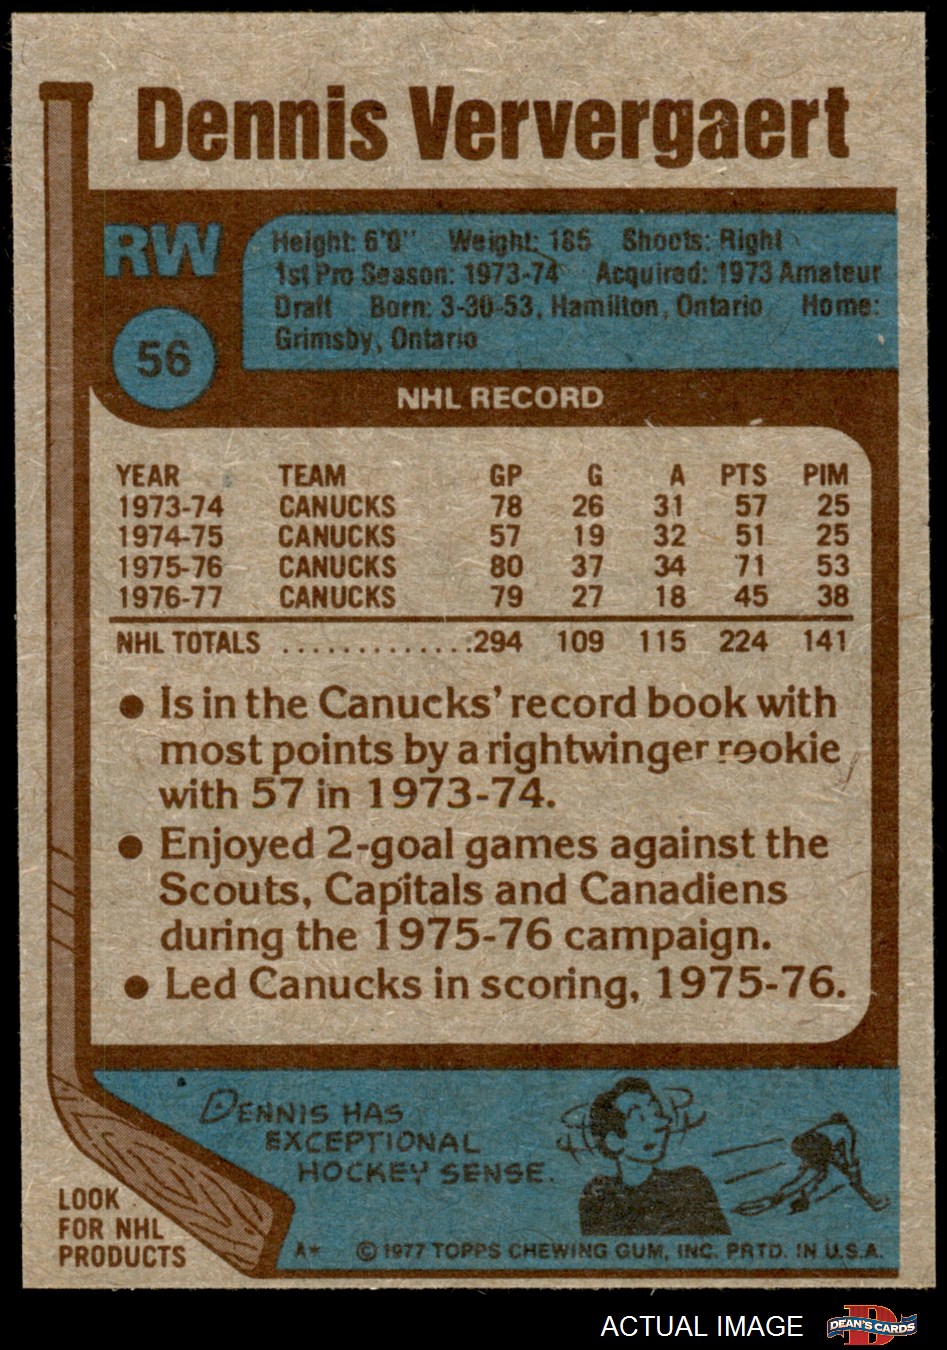 Dennis Ververgaert
RW
Height: 6'0" Weight: 185 Shoots: Right
1st Pro Season: 1973-74 Acquired: 1973 Amateur
Draft Born: 3-30-53, Hamilton, Ontario Home:
Grimsby, Ontario
56
NHL RECORD
YEAR TEAM GP G A PTS PIM
1973-74 CANUCKS 78 26 31 57 25
1974-75 CANUCKS 57 19 32 51 25
1975-76 CANUCKS 80 37 34 71 53
1976-77 CANUCKS 79 27 18 45 38
NHL TOTALS ..............294 109 115 224 141
● Is in the Canucks' record book with
most points by a rightwinger rookie
with 57 in 1973-74.
● Enjoyed 2-goal games against the
Scouts, Capitals and Canadiens
during the 1975-76 campaign.
● Led Canucks in scoring, 1975-76.
DENNIS HAS
EXCEPTIONAL
HOCKEY SENSE.
LOOK
FOR NHL
PRODUCTS
A* © 1977 TOPPS CHEWING GUM, INC. PRTD. IN U.S.A.
ACTUAL IMAGE
D
DEAN'S CARDS